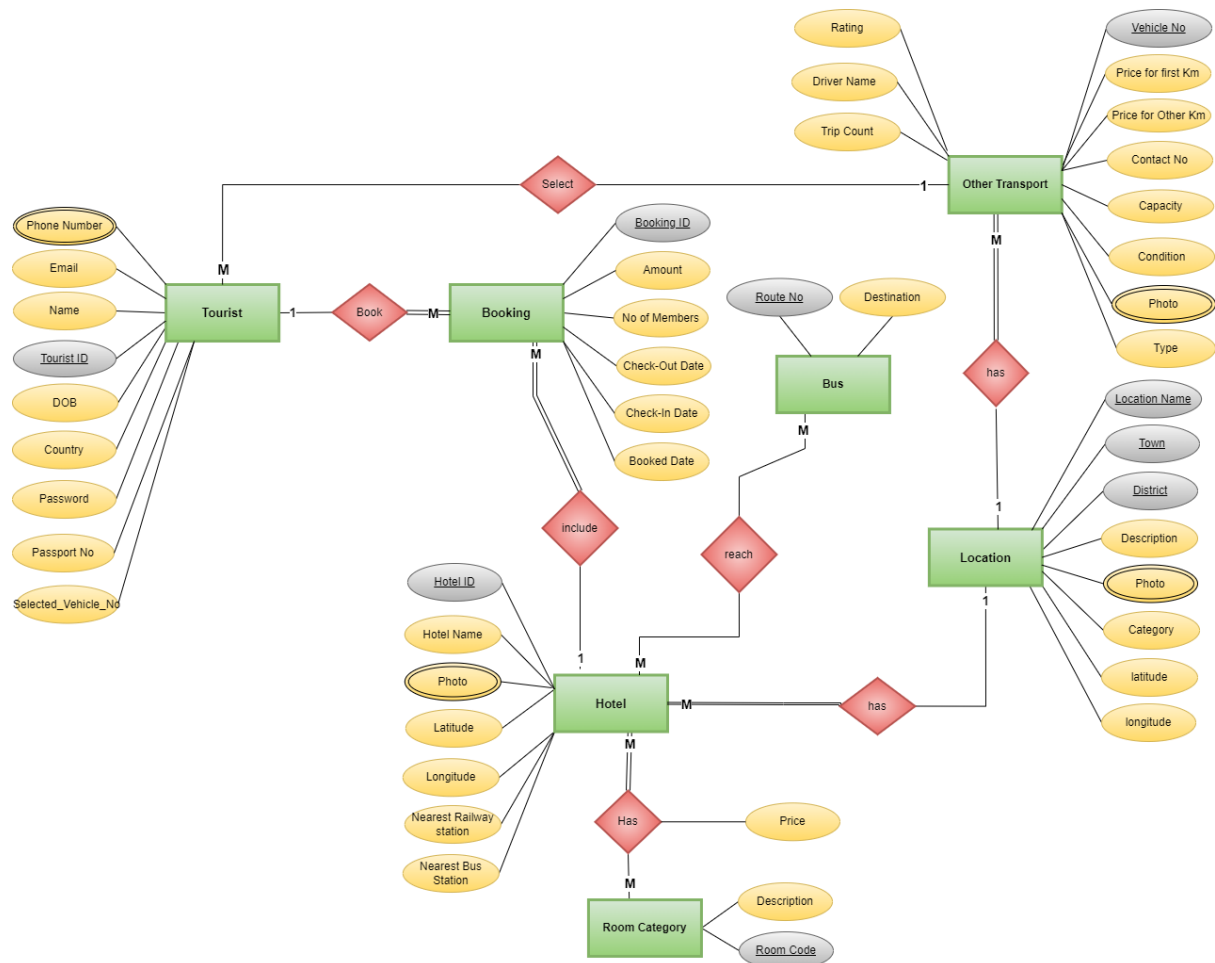 Rating
Vehicle No
Driver Name
Price for first Km
Trip Count
Price for Other Km
Contact No
Select
1
Other Transport
Capacity
M
Condition
Photo
Type
Phone Number
M
Booking ID
Email
Amount
Name
Tourist
1
Book
M
Booking
No of Members
Route No
Destination
Tourist ID
M
Check-Out Date
Bus
has
DOB
Check-In Date
Location Name
Country
Booked Date
M
Town
Password
District
1
include
reach
Passport No
Location
Description
Hotel ID
Photo
Selected_Vehicle_No
1
Hotel Name
Category
1
M
Photo
latitude
Hotel
M
has
Latitude
longitude
M
Longitude
Nearest Railway
station
Has
Price
Nearest Bus
Station
M
Description
Room Category
Room Code